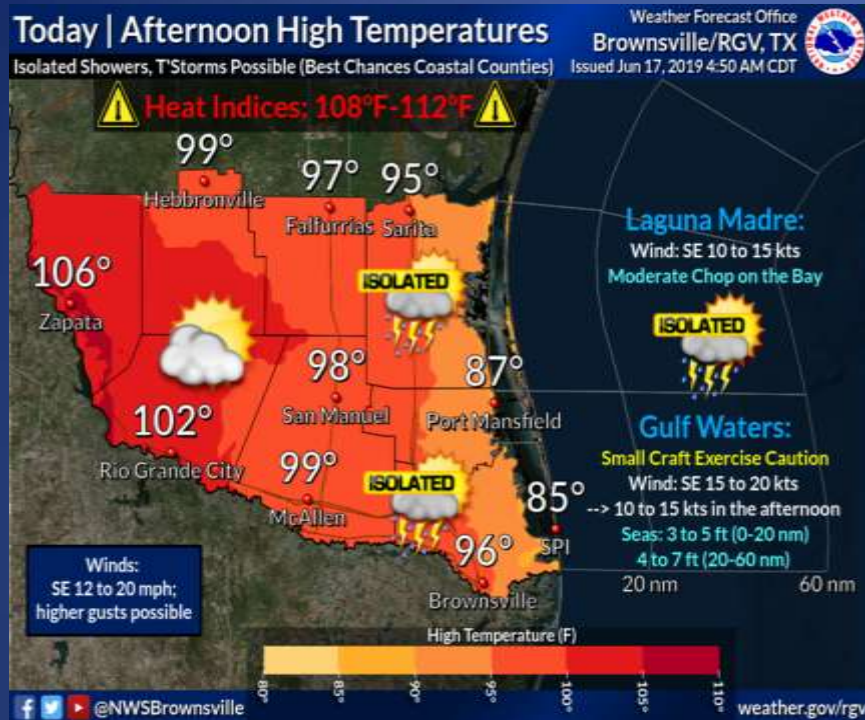 Today | Afternoon High Temperatures
Isolated Showers, T'Storms Possible (Best Chances Coastal Counties)
Weather Forecast Office
Brownsville/RGV, TX
Issued Jun 17, 2019 4:50 AM CDT
Heat Indices: 108°F-112°F
99°
Hebbronville
97°
Falfurrias
95°
Sarita
106°
Zapata
ISOLATED
98°
San Manuel
87°
Port Mansfield
102°
Rio Grande City
99°
McAllen
ISOLATED
96°
Brownsville
85°
SPI
Laguna Madre:
Wind: SE 10 to 15 kts
Moderate Chop on the Bay
ISOLATED
Gulf Waters:
Small Craft Exercise Caution
Wind: SE 15 to 20 kts
--> 10 to 15 kts in the afternoon
Seas: 3 to 5 ft (0-20 nm)
4 to 7 ft (20-60 nm)
20 nm
60 nm
Winds:
SE 12 to 20 mph;
higher gusts possible
High Temperature (F)
80°
85°
90°
95°
100°
105°
110°
@NWSBrownsville
weather.gov/rgv